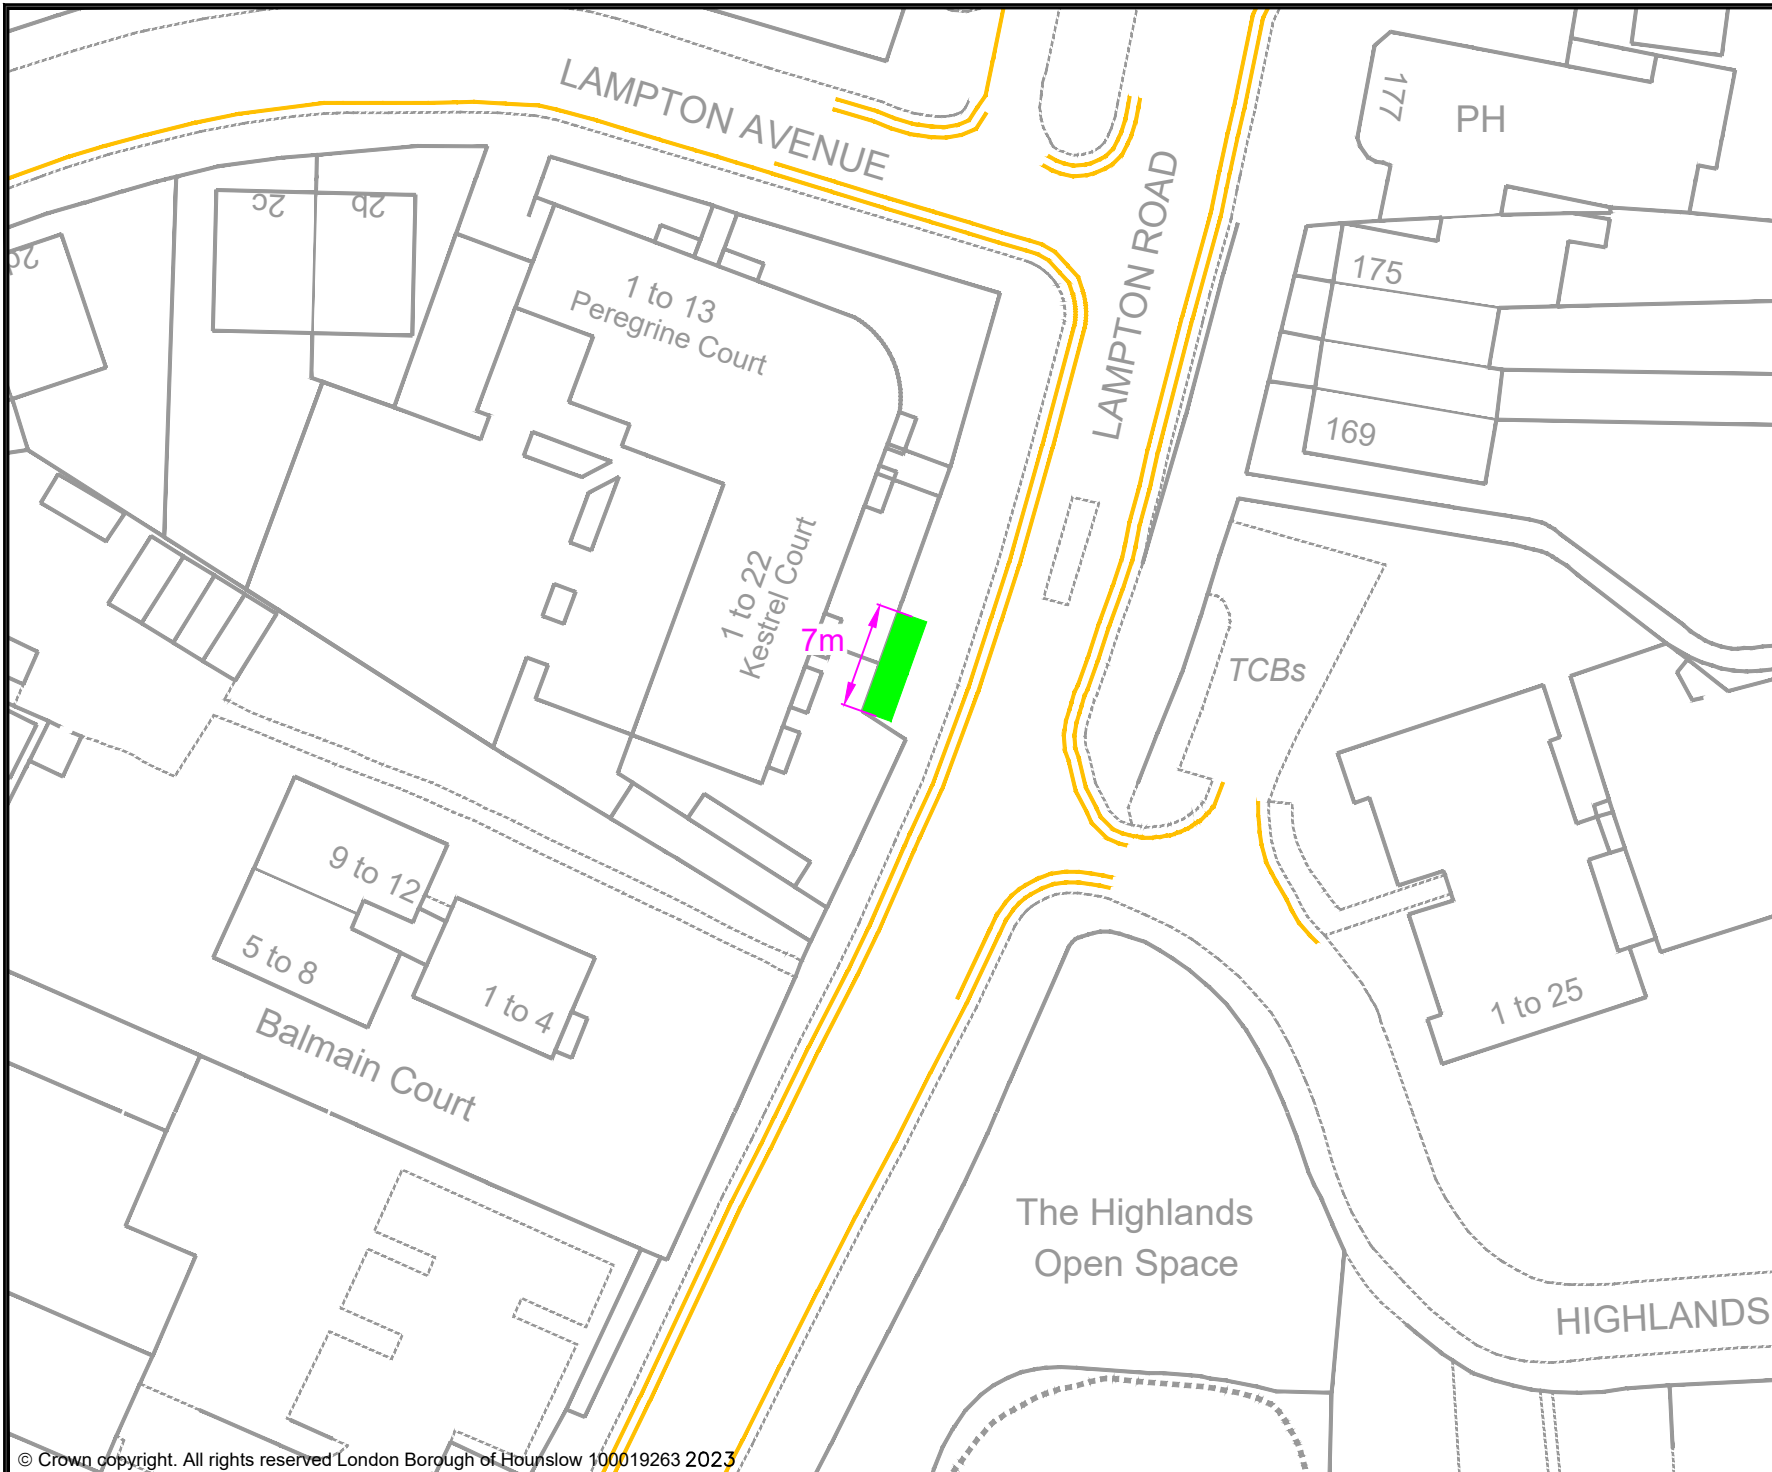 LAMPTON AVENUE
177
PH
LAMPTON ROAD
2c
2b
2d
175
1 to 13
Peregrine Court
169
1 to 22
Kestrel Court
7m
TCBs
9 to 12
5 to 8
1 to 4
1 to 25
Balmain Court
The Highlands
Open Space
HIGHLANDS
© Crown copyright. All rights reserved London Borough of Hounslow 100019263 2023